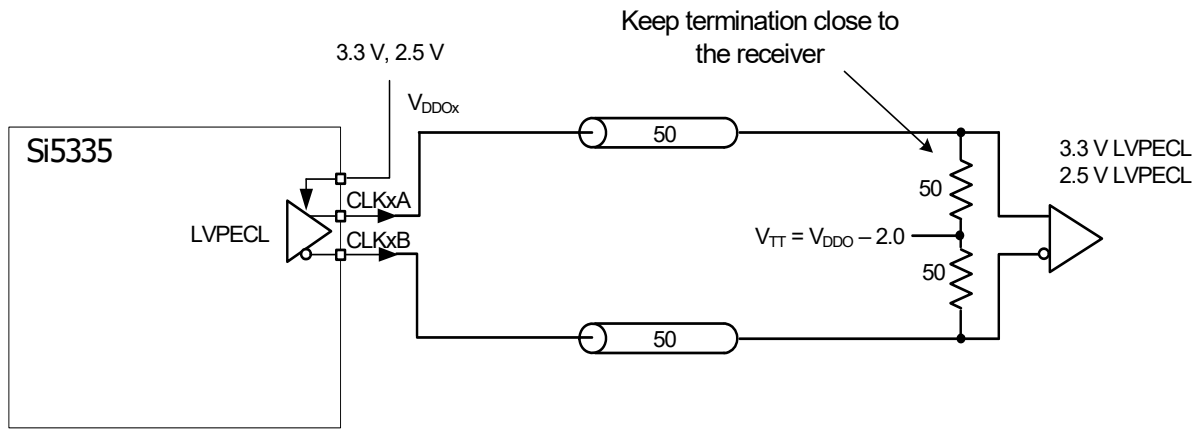 Keep termination close to
the receiver
3.3 V, 2.5 V
VDDOx
50
Si5335
3.3 V LVPECL
2.5 V LVPECL
50
CLKxA
LVPECL
CLKxB
VTT = VDDO – 2.0
50
50